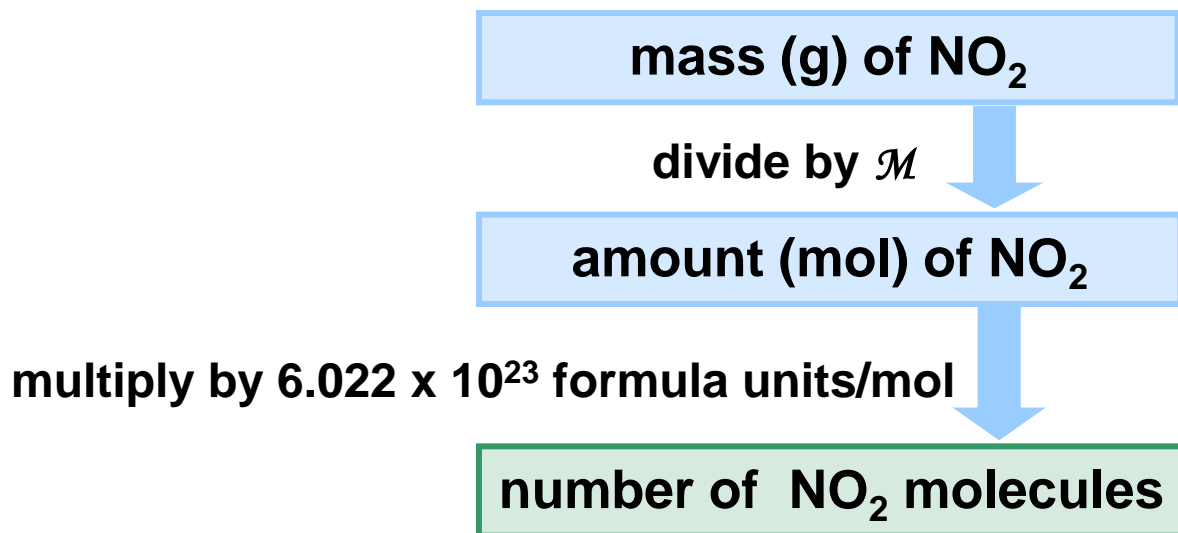 mass (g) of NO₂
divide by ℳ
amount (mol) of NO₂
multiply by 6.022 x 10²³ formula units/mol
number of NO₂ molecules